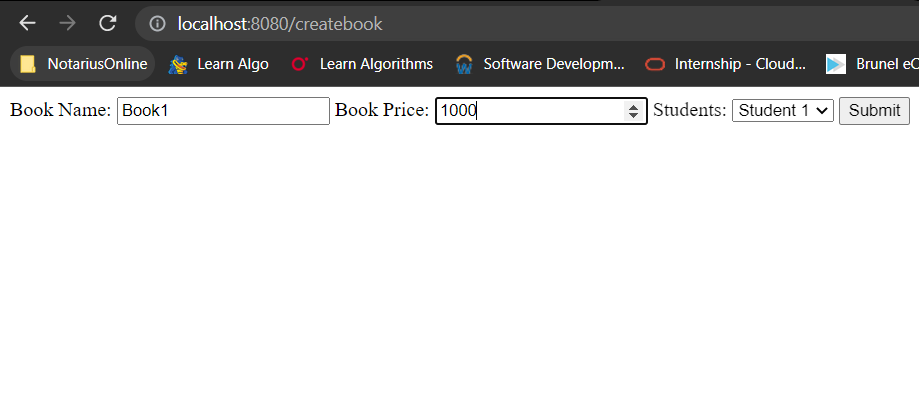 localhost:8080/createbook
NotariusOnline Learn Algo Learn Algorithms Software Developm... Internship - Cloud... Brunel eC
Book Name: Book1 Book Price: 1000 Students: Student 1 Submit